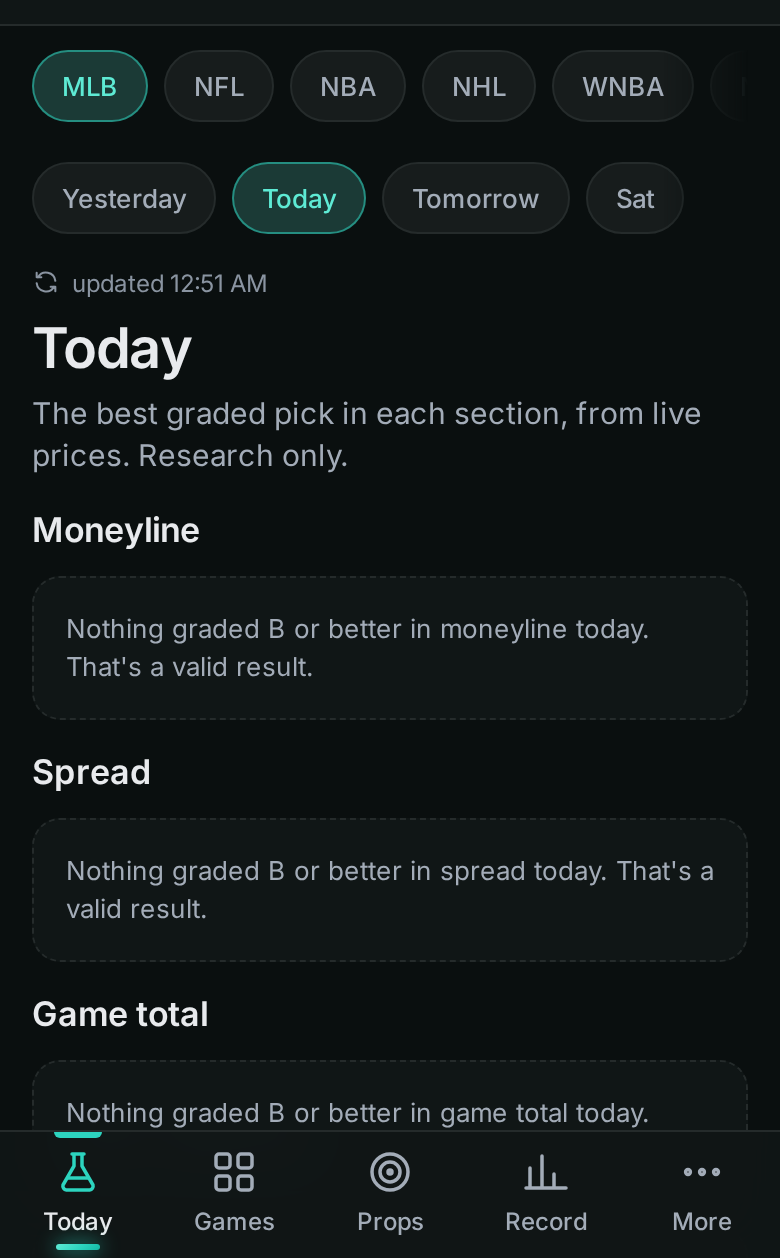 MLB NFL NBA NHL WNBA
Yesterday Today Tomorrow Sat
updated 12:51 AM
Today
The best graded pick in each section, from live
prices. Research only.
Moneyline
Nothing graded B or better in moneyline today.
That's a valid result.
Spread
Nothing graded B or better in spread today. That's a
valid result.
Game total
Nothing graded B or better in game total today.
Today Games Props Record More